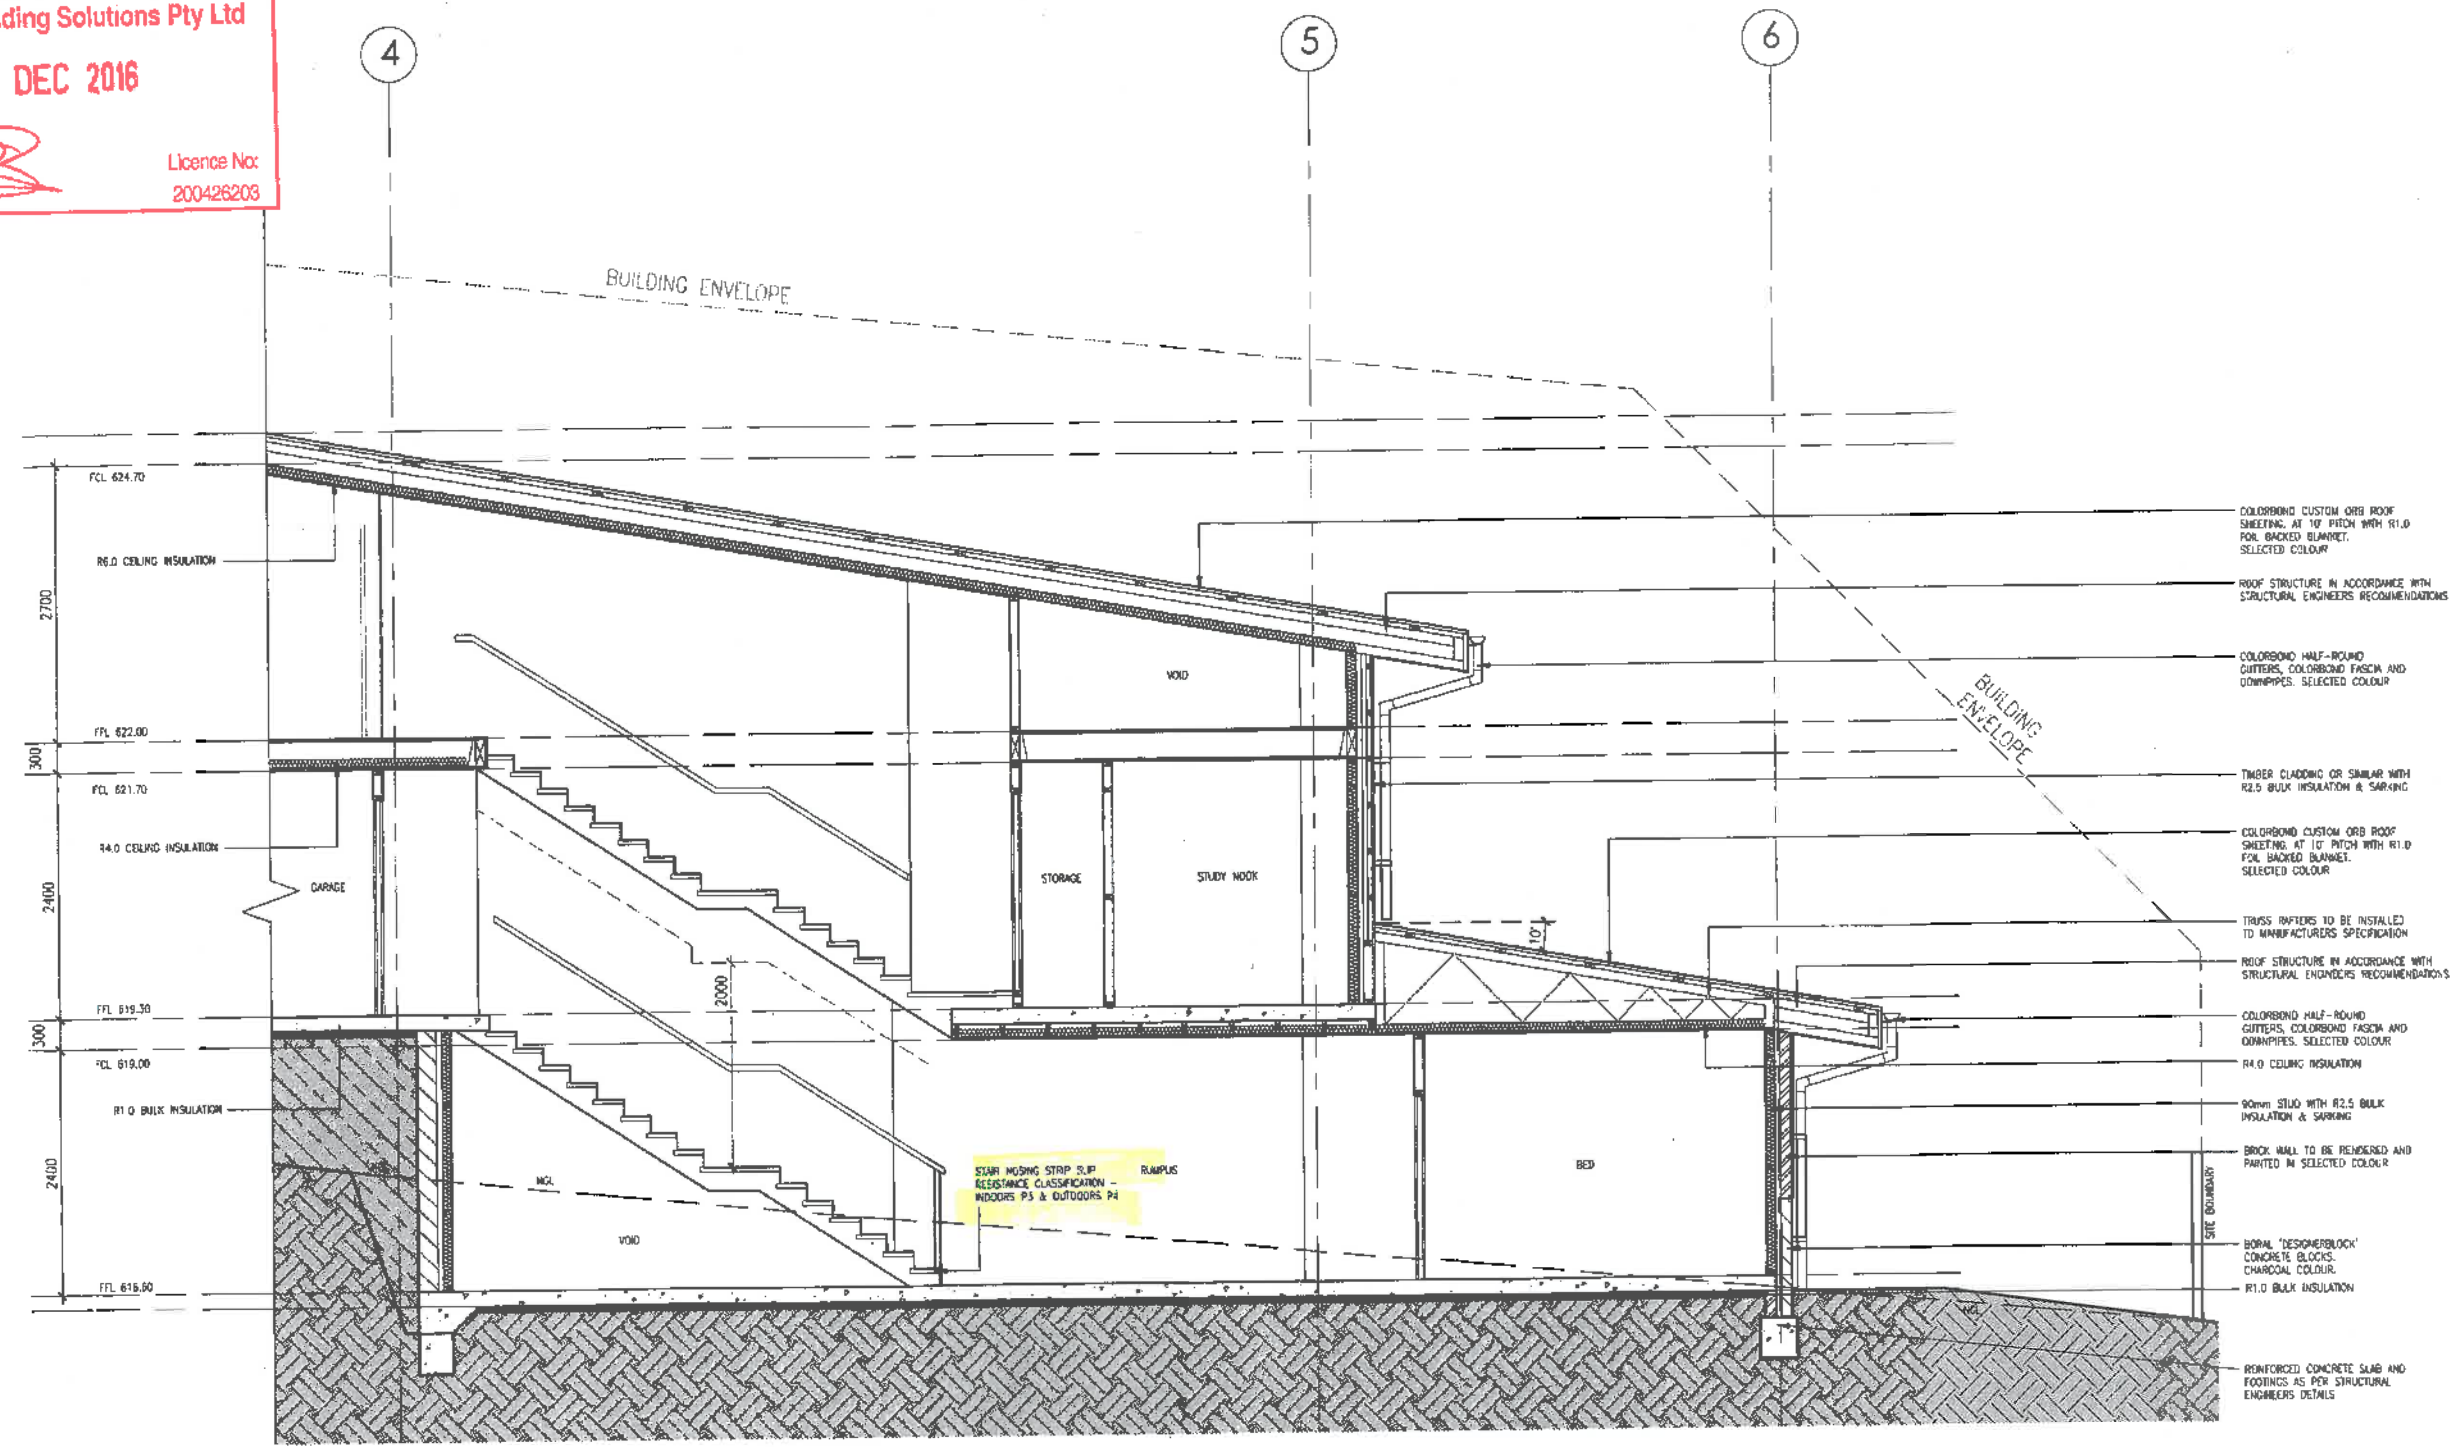 ding Solutions Pty Ltd
DEC 2016
Licence No:
200426203
4
5
6
BUILDING ENVELOPE
FCL 624.70
R6.0 CEILING INSULATION
2700
FFL 622.00
300
FCL 621.70
R4.0 CEILING INSULATION
2400
GARAGE
FFL 619.30
300
FCL 619.00
R1.0 BULK INSULATION
2400
FFL 616.60
VOID
STORAGE
STUDY NOOK
2000
10°
NGL
VOID
STAIR NOSING STRIP SLIP
RESISTANCE CLASSIFICATION -
INDOORS P3 & OUTDOORS P4
RUMPUS
BED
NGL
BUILDING
ENVELOPE
SITE BOUNDARY
COLORBOND CUSTOM ORB ROOF
SHEETING. AT 10° PITCH WITH R1.0
FOIL BACKED BLANKET.
SELECTED COLOUR
ROOF STRUCTURE IN ACCORDANCE WITH
STRUCTURAL ENGINEERS RECOMMENDATIONS
COLORBOND HALF-ROUND
GUTTERS, COLORBOND FASCIA AND
DOWNPIPES. SELECTED COLOUR
TIMBER CLADDING OR SIMILAR WITH
R2.5 BULK INSULATION & SARKING
COLORBOND CUSTOM ORB ROOF
SHEETING. AT 10° PITCH WITH R1.0
FOIL BACKED BLANKET.
SELECTED COLOUR
TRUSS RAFTERS TO BE INSTALLED
TO MANUFACTURERS SPECIFICATION
ROOF STRUCTURE IN ACCORDANCE WITH
STRUCTURAL ENGINEERS RECOMMENDATIONS
COLORBOND HALF-ROUND
GUTTERS, COLORBOND FASCIA AND
DOWNPIPES. SELECTED COLOUR
R4.0 CEILING INSULATION
90mm STUD WITH R2.5 BULK
INSULATION & SARKING
BRICK WALL TO BE RENDERED AND
PAINTED IN SELECTED COLOUR
BORAL 'DESIGNERBLOCK'
CONCRETE BLOCKS.
CHARCOAL COLOUR.
R1.0 BULK INSULATION
REINFORCED CONCRETE SLAB AND
FOOTINGS AS PER STRUCTURAL
ENGINEERS DETAILS